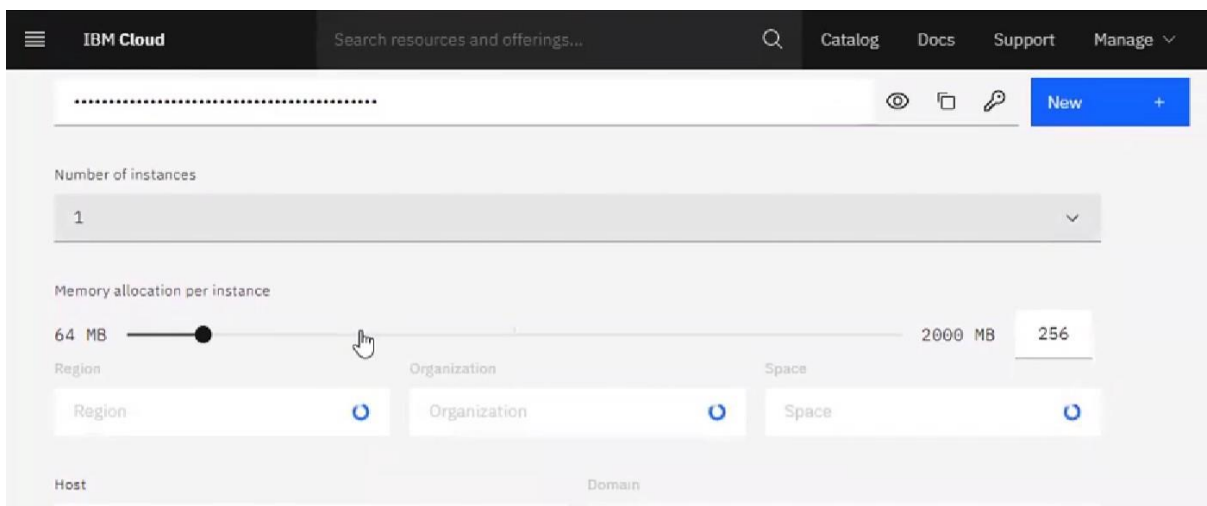 IBM Cloud Search resources and offerings... Catalog Docs Support Manage
New +
Number of instances
1
Memory allocation per instance
64 MB 2000 MB 256
Region Organization Space
Region Organization Space
Host Domain